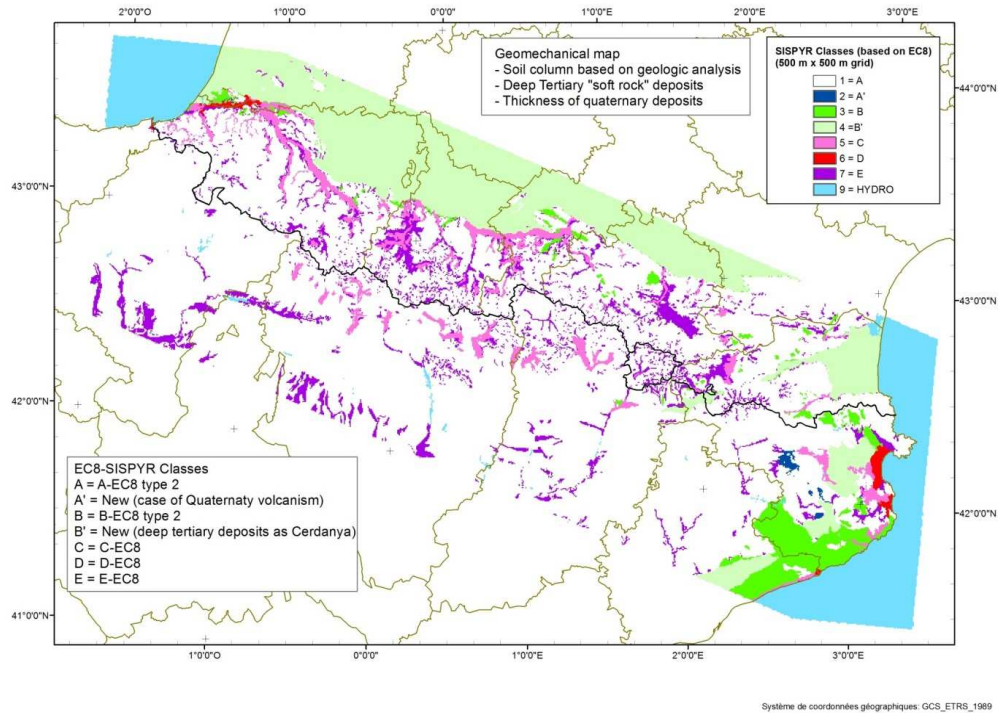 2°0'0"O 1°0'0"O 0°0'0"E 1°0'0"E 2°0'0"E 3°0'0"E
Geomechanical map
- Soil column based on geologic analysis
- Deep Tertiary "soft rock" deposits
- Thickness of quaternary deposits
SISPYR Classes (based on EC8)
(500 m x 500 m grid)
1 = A
2 = A'
3 = B
4 =B'
5 = C
6 = D
7 = E
9 = HYDRO
44°0'0"N
43°0'0"N
43°0'0"N
42°0'0"N
42°0'0"N
41°0'0"N
EC8-SISPYR Classes
A = A-EC8 type 2
A' = New (case of Quaternaty volcanism)
B = B-EC8 type 2
B' = New (deep tertiary deposits as Cerdanya)
C = C-EC8
D = D-EC8
E = E-EC8
1°0'0"O 0°0'0"E 1°0'0"E 2°0'0"E 3°0'0"E
Système de coordonnées géographiques: GCS_ETRS_1989